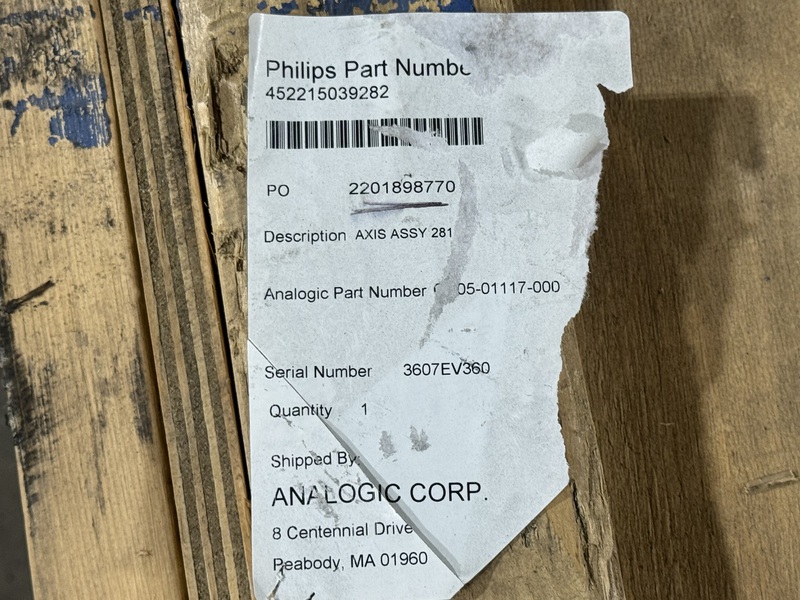 Philips Part Numbe
452215039282
PO 2201898770
Description AXIS ASSY 281
Analogic Part Number 05-01117-000
Serial Number 3607EV360
Quantity 1
Shipped By:
ANALOGIC CORP.
8 Centennial Drive
Peabody, MA 01960